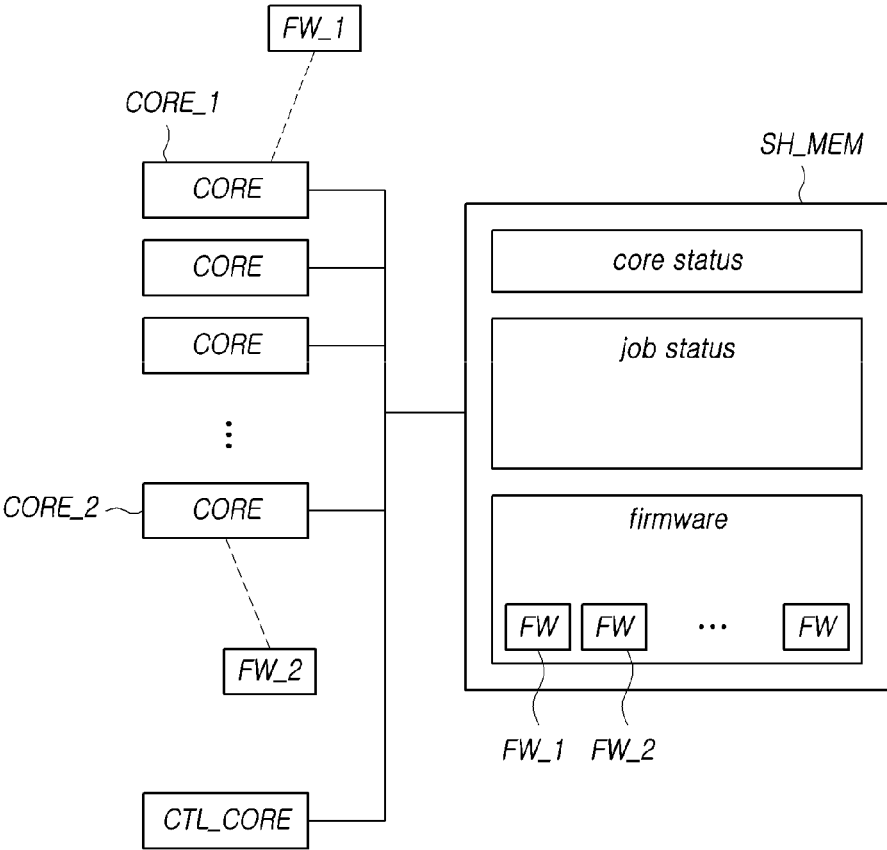 FW_1
CORE_1
CORE
CORE
CORE
...
CORE_2
CORE
FW_2
CTL_CORE
SH_MEM
core status
job status
firmware
FW FW ... FW
FW_1 FW_2